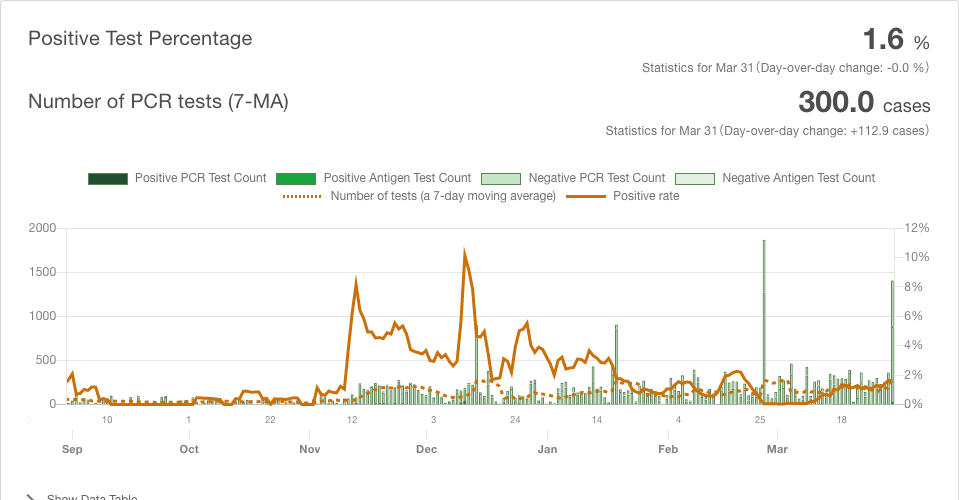 Positive Test Percentage
1.6 %
Statistics for Mar 31(Day-over-day change: -0.0 %)
Number of PCR tests (7-MA)
300.0 cases
Statistics for Mar 31(Day-over-day change: +112.9 cases)
Positive PCR Test Count Positive Antigen Test Count Negative PCR Test Count Negative Antigen Test Count
Number of tests (a 7-day moving average) Positive rate
2000 12%
10%
1500
8%
1000 6%
4%
500
2%
0 0%
10 1 22 12 3 24 14 4 25 18
Sep Oct Nov Dec Jan Feb Mar
Show Data Table